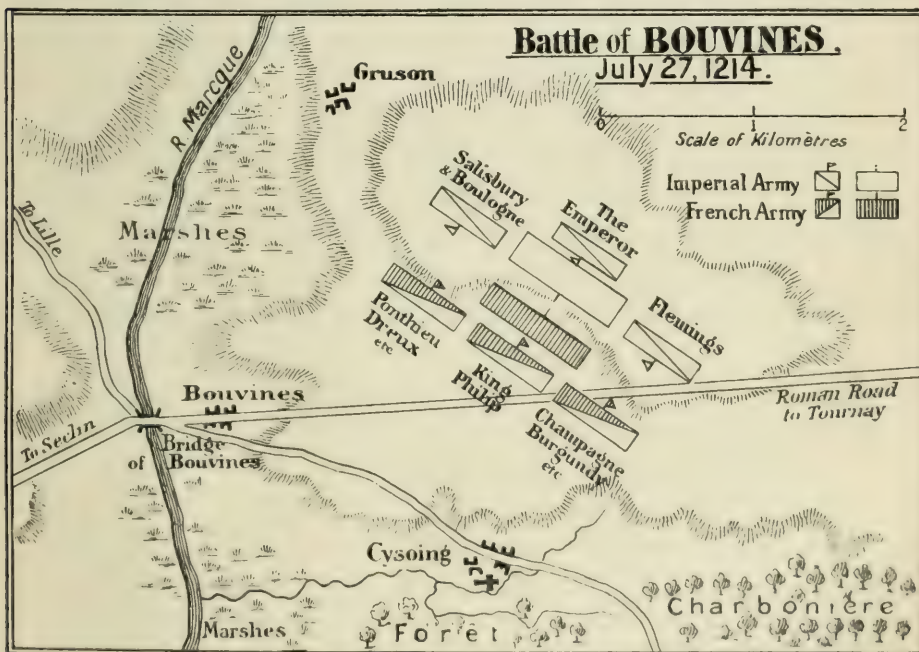 Battle of BOUVINES.
July 27, 1214.
0 1 2
Scale of Kilomètres
Imperial Army
French Army
Gruson
R. Marcque
To Lille
Marshes
Salisbury
& Boulogne
The
Emperor
Flemings
Ponthieu
Dreux
etc
King
Philip
Champagne
Burgundy
etc
Roman Road
to Tournay
Bouvines
To Seclin
Bridge
of Bouvines
Cysoing
Marshes
Foret
Charbonière